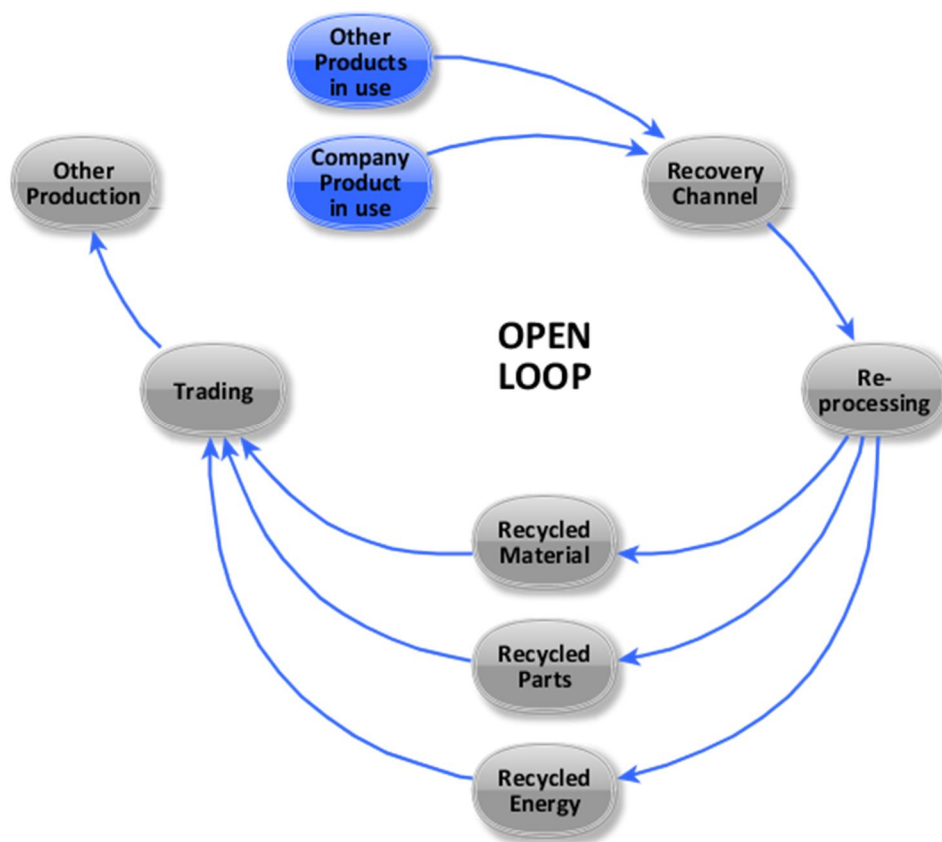 Other
Products
in use
Company
Product
in use
Other
Production
Recovery
Channel
OPEN
LOOP
Trading
Re-
processing
Recycled
Material
Recycled
Parts
Recycled
Energy